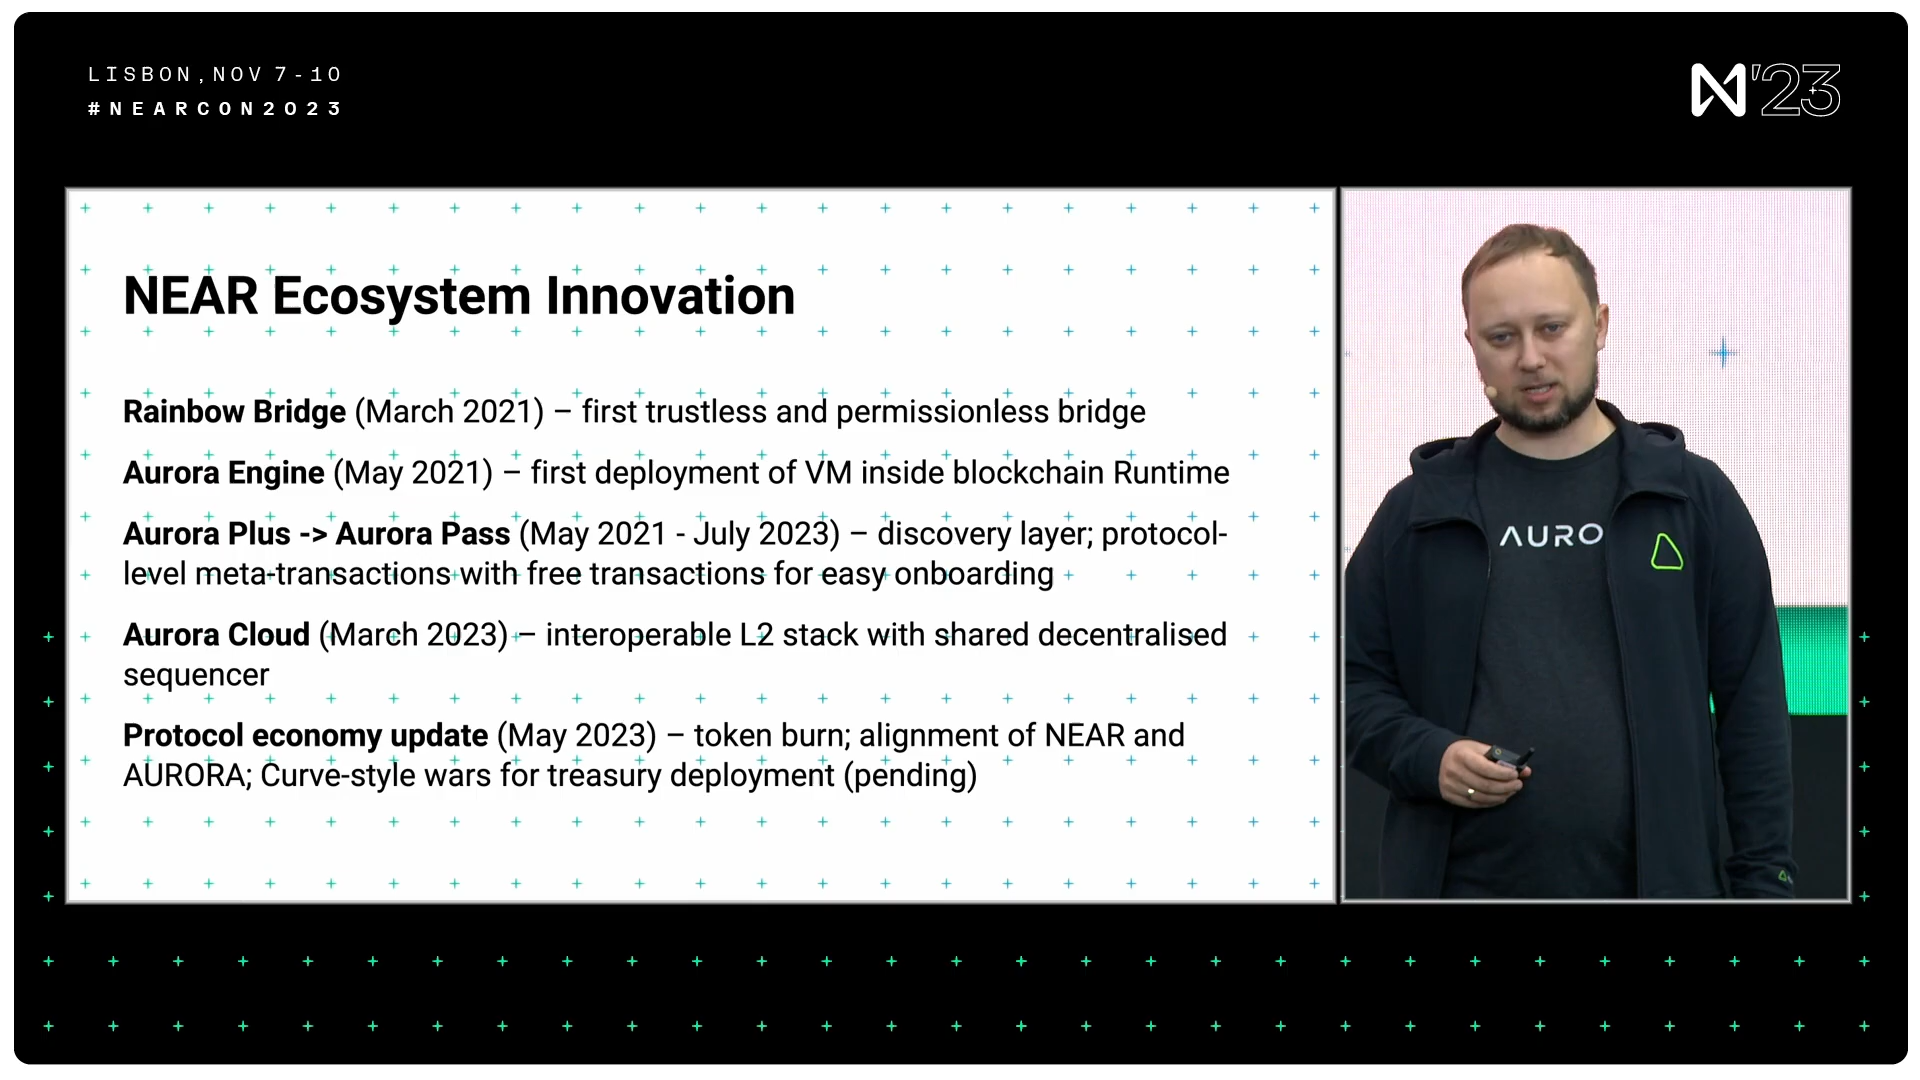 LISBON, NOV 7-10
#NEARCON2023
'23
NEAR Ecosystem Innovation
Rainbow Bridge (March 2021) – first trustless and permissionless bridge
Aurora Engine (May 2021) – first deployment of VM inside blockchain Runtime
Aurora Plus -> Aurora Pass (May 2021 - July 2023) – discovery layer; protocol-
level meta-transactions with free transactions for easy onboarding
Aurora Cloud (March 2023) – interoperable L2 stack with shared decentralised
sequencer
Protocol economy update (May 2023) – token burn; alignment of NEAR and
AURORA; Curve-style wars for treasury deployment (pending)
AURO